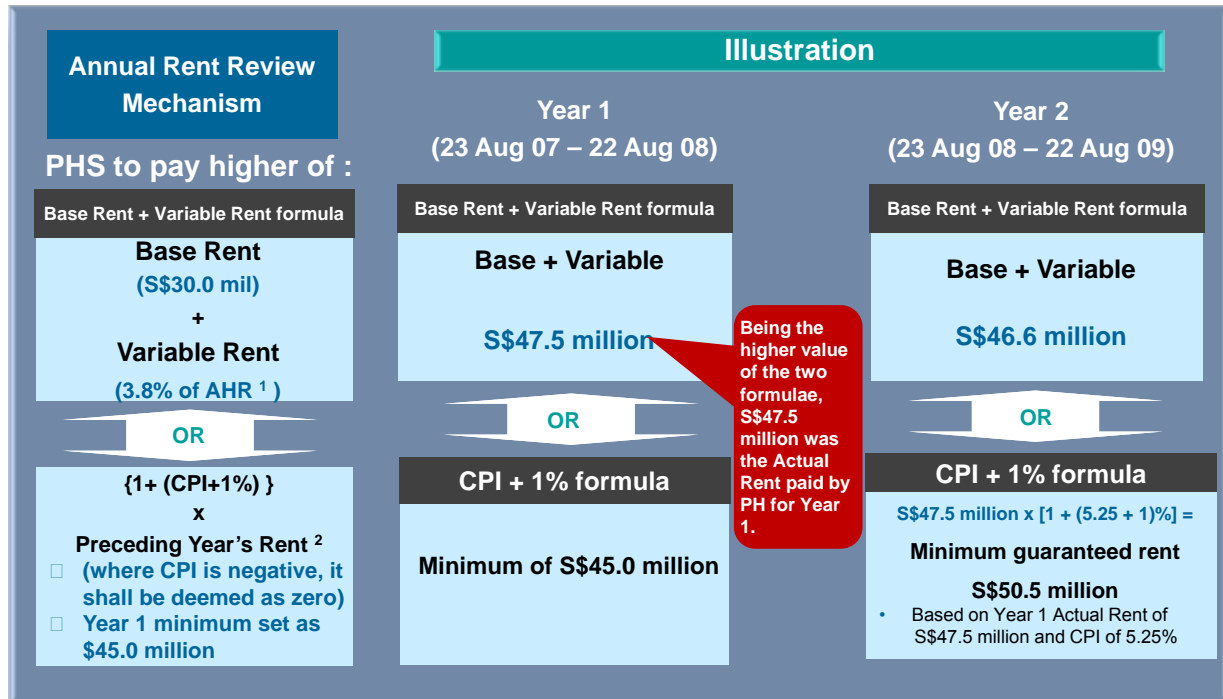 Annual Rent Review
Mechanism
PHS to pay higher of :
Base Rent + Variable Rent formula
Base Rent
(S$30.0 mil)
+
Variable Rent
(3.8% of AHR ¹ )
OR
{1+ (CPI+1%) }
x
Preceding Year’s Rent ²
(where CPI is negative, it
shall be deemed as zero)
Year 1 minimum set as
$45.0 million
Illustration
Year 1
(23 Aug 07 – 22 Aug 08)
Base Rent + Variable Rent formula
Base + Variable
S$47.5 million
OR
CPI + 1% formula
Minimum of S$45.0 million
Being the
higher value
of the two
formulae,
S$47.5
million was
the Actual
Rent paid by
PH for Year
1.
Year 2
(23 Aug 08 – 22 Aug 09)
Base Rent + Variable Rent formula
Base + Variable
S$46.6 million
OR
CPI + 1% formula
S$47.5 million x [1 + (5.25 + 1)%] =
Minimum guaranteed rent
S$50.5 million
• Based on Year 1 Actual Rent of
S$47.5 million and CPI of 5.25%